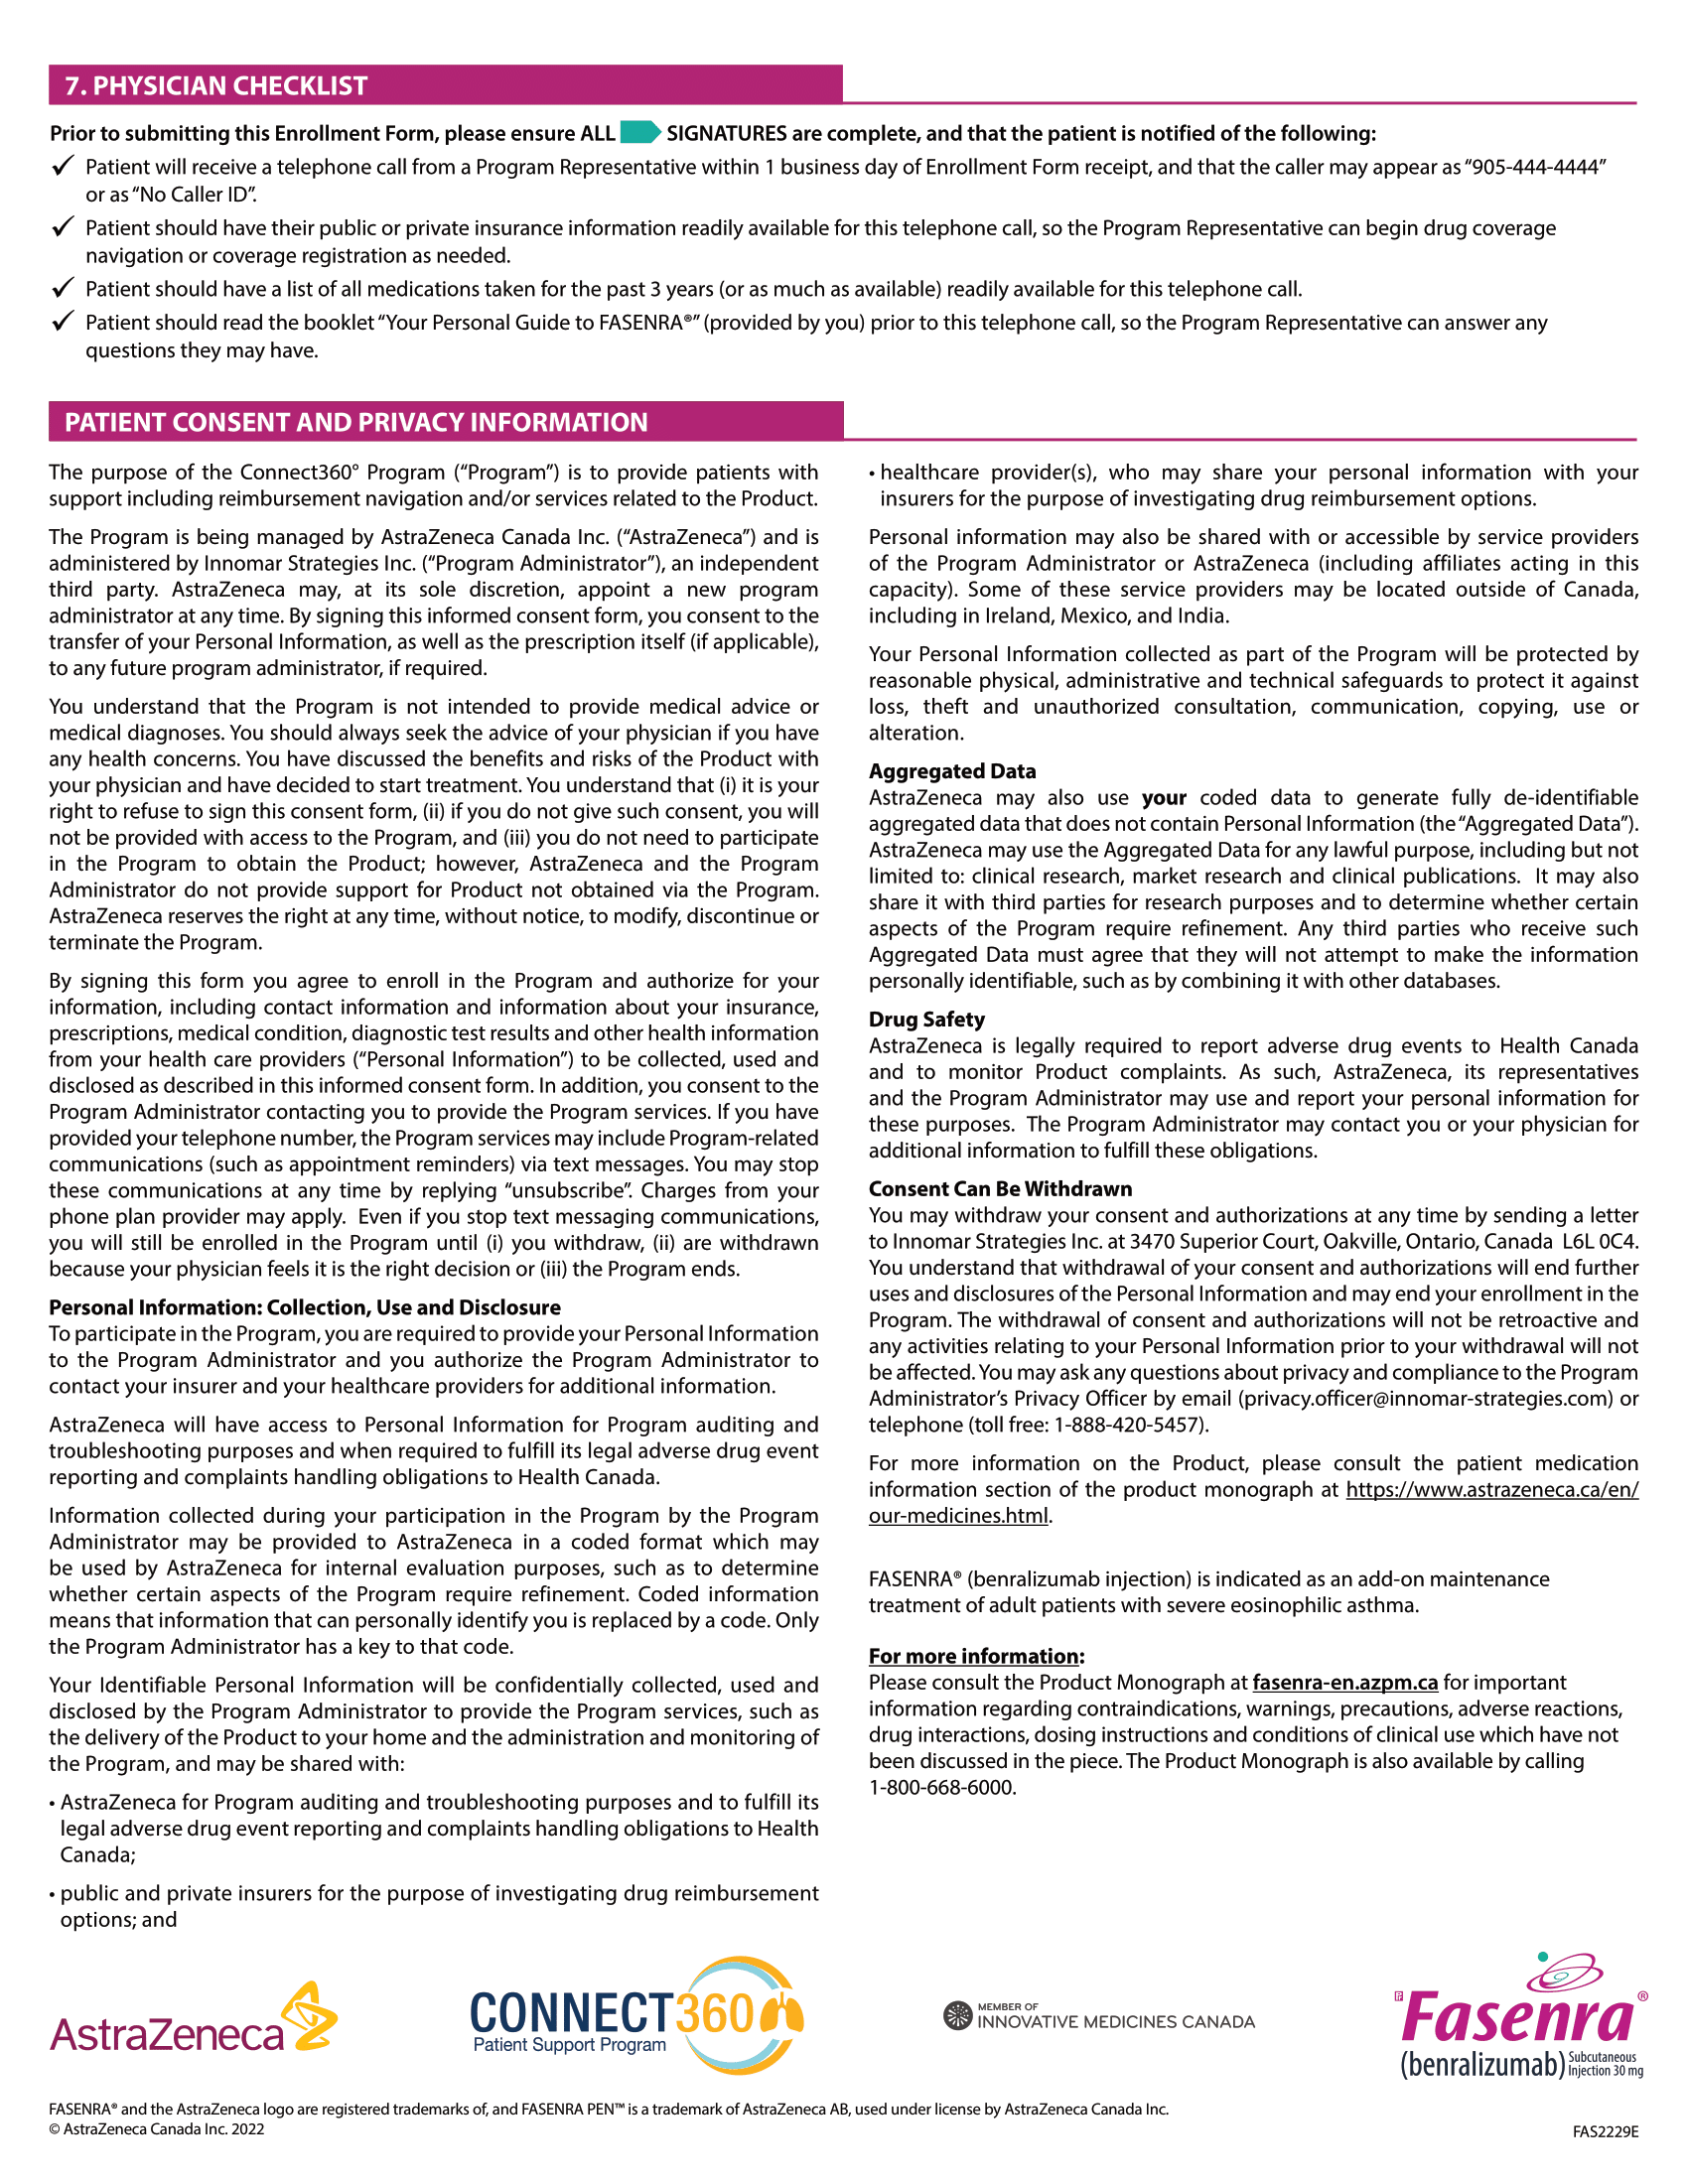 7. PHYSICIAN CHECKLIST
Prior to submitting this Enrollment Form, please ensure ALL SIGNATURES are complete, and that the patient is notified of the following:
✓ Patient will receive a telephone call from a Program Representative within 1 business day of Enrollment Form receipt, and that the caller may appear as “905-444-4444”
or as “No Caller ID”.
✓ Patient should have their public or private insurance information readily available for this telephone call, so the Program Representative can begin drug coverage
navigation or coverage registration as needed.
✓ Patient should have a list of all medications taken for the past 3 years (or as much as available) readily available for this telephone call.
✓ Patient should read the booklet “Your Personal Guide to FASENRA®” (provided by you) prior to this telephone call, so the Program Representative can answer any
questions they may have.
PATIENT CONSENT AND PRIVACY INFORMATION
The purpose of the Connect360° Program (“Program”) is to provide patients with
support including reimbursement navigation and/or services related to the Product.
The Program is being managed by AstraZeneca Canada Inc. (“AstraZeneca”) and is
administered by Innomar Strategies Inc. (“Program Administrator”), an independent
third party. AstraZeneca may, at its sole discretion, appoint a new program
administrator at any time. By signing this informed consent form, you consent to the
transfer of your Personal Information, as well as the prescription itself (if applicable),
to any future program administrator, if required.
You understand that the Program is not intended to provide medical advice or
medical diagnoses. You should always seek the advice of your physician if you have
any health concerns. You have discussed the benefits and risks of the Product with
your physician and have decided to start treatment. You understand that (i) it is your
right to refuse to sign this consent form, (ii) if you do not give such consent, you will
not be provided with access to the Program, and (iii) you do not need to participate
in the Program to obtain the Product; however, AstraZeneca and the Program
Administrator do not provide support for Product not obtained via the Program.
AstraZeneca reserves the right at any time, without notice, to modify, discontinue or
terminate the Program.
By signing this form you agree to enroll in the Program and authorize for your
information, including contact information and information about your insurance,
prescriptions, medical condition, diagnostic test results and other health information
from your health care providers (“Personal Information”) to be collected, used and
disclosed as described in this informed consent form. In addition, you consent to the
Program Administrator contacting you to provide the Program services. If you have
provided your telephone number, the Program services may include Program-related
communications (such as appointment reminders) via text messages. You may stop
these communications at any time by replying “unsubscribe”. Charges from your
phone plan provider may apply. Even if you stop text messaging communications,
you will still be enrolled in the Program until (i) you withdraw, (ii) are withdrawn
because your physician feels it is the right decision or (iii) the Program ends.
Personal Information: Collection, Use and Disclosure
To participate in the Program, you are required to provide your Personal Information
to the Program Administrator and you authorize the Program Administrator to
contact your insurer and your healthcare providers for additional information.
AstraZeneca will have access to Personal Information for Program auditing and
troubleshooting purposes and when required to fulfill its legal adverse drug event
reporting and complaints handling obligations to Health Canada.
Information collected during your participation in the Program by the Program
Administrator may be provided to AstraZeneca in a coded format which may
be used by AstraZeneca for internal evaluation purposes, such as to determine
whether certain aspects of the Program require refinement. Coded information
means that information that can personally identify you is replaced by a code. Only
the Program Administrator has a key to that code.
Your Identifiable Personal Information will be confidentially collected, used and
disclosed by the Program Administrator to provide the Program services, such as
the delivery of the Product to your home and the administration and monitoring of
the Program, and may be shared with:
• AstraZeneca for Program auditing and troubleshooting purposes and to fulfill its
legal adverse drug event reporting and complaints handling obligations to Health
Canada;
• public and private insurers for the purpose of investigating drug reimbursement
options; and
• healthcare provider(s), who may share your personal information with your
insurers for the purpose of investigating drug reimbursement options.
Personal information may also be shared with or accessible by service providers
of the Program Administrator or AstraZeneca (including affiliates acting in this
capacity). Some of these service providers may be located outside of Canada,
including in Ireland, Mexico, and India.
Your Personal Information collected as part of the Program will be protected by
reasonable physical, administrative and technical safeguards to protect it against
loss, theft and unauthorized consultation, communication, copying, use or
alteration.
Aggregated Data
AstraZeneca may also use your coded data to generate fully de-identifiable
aggregated data that does not contain Personal Information (the “Aggregated Data”).
AstraZeneca may use the Aggregated Data for any lawful purpose, including but not
limited to: clinical research, market research and clinical publications. It may also
share it with third parties for research purposes and to determine whether certain
aspects of the Program require refinement. Any third parties who receive such
Aggregated Data must agree that they will not attempt to make the information
personally identifiable, such as by combining it with other databases.
Drug Safety
AstraZeneca is legally required to report adverse drug events to Health Canada
and to monitor Product complaints. As such, AstraZeneca, its representatives
and the Program Administrator may use and report your personal information for
these purposes. The Program Administrator may contact you or your physician for
additional information to fulfill these obligations.
Consent Can Be Withdrawn
You may withdraw your consent and authorizations at any time by sending a letter
to Innomar Strategies Inc. at 3470 Superior Court, Oakville, Ontario, Canada L6L 0C4.
You understand that withdrawal of your consent and authorizations will end further
uses and disclosures of the Personal Information and may end your enrollment in the
Program. The withdrawal of consent and authorizations will not be retroactive and
any activities relating to your Personal Information prior to your withdrawal will not
be affected. You may ask any questions about privacy and compliance to the Program
Administrator’s Privacy Officer by email (privacy.officer@innomar-strategies.com) or
telephone (toll free: 1-888-420-5457).
For more information on the Product, please consult the patient medication
information section of the product monograph at https://www.astrazeneca.ca/en/
our-medicines.html.
FASENRA® (benralizumab injection) is indicated as an add-on maintenance
treatment of adult patients with severe eosinophilic asthma.
For more information:
Please consult the Product Monograph at fasenra-en.azpm.ca for important
information regarding contraindications, warnings, precautions, adverse reactions,
drug interactions, dosing instructions and conditions of clinical use which have not
been discussed in the piece. The Product Monograph is also available by calling
1-800-668-6000.
AstraZeneca
CONNECT360
Patient Support Program
MEMBER OF
INNOVATIVE MEDICINES CANADA
Fasenra®
(benralizumab) Subcutaneous
Injection 30 mg
FASENRA® and the AstraZeneca logo are registered trademarks of, and FASENRA PEN™ is a trademark of AstraZeneca AB, used under license by AstraZeneca Canada Inc.
© AstraZeneca Canada Inc. 2022
FAS2229E